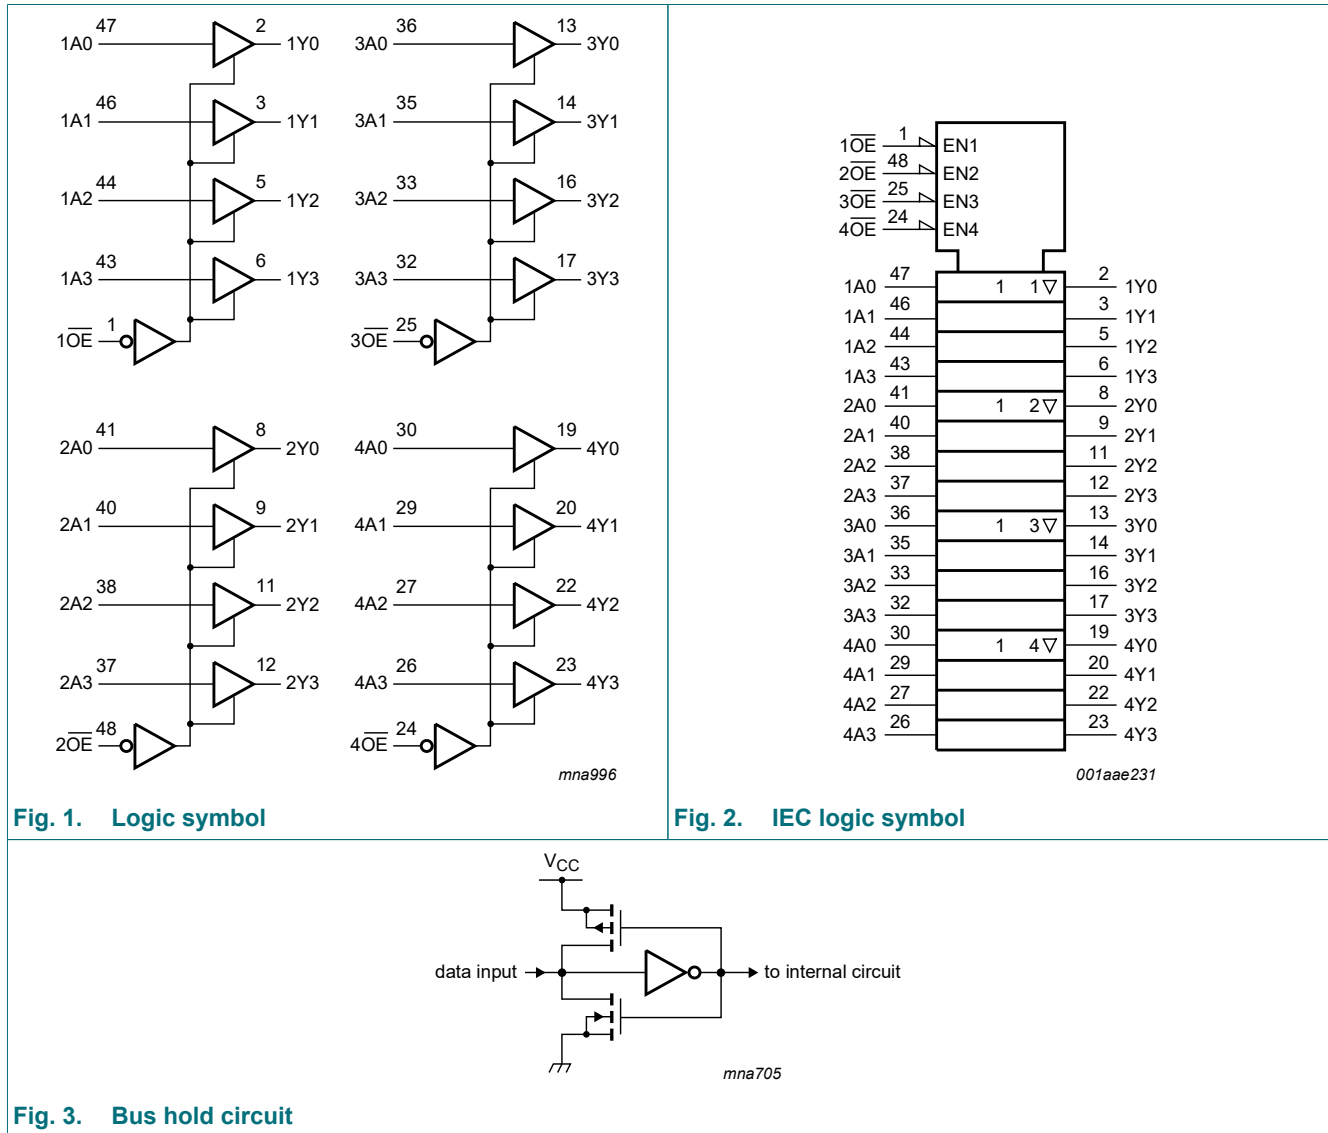 47 2 36 13
1A0 1Y0 3A0 3Y0
46 3 35 14
1A1 1Y1 3A1 3Y1
44 5 33 16
1A2 1Y2 3A2 3Y2
43 6 32 17
1A3 1Y3 3A3 3Y3
1 25
1O̅E̅ 3O̅E̅
41 8 30 19
2A0 2Y0 4A0 4Y0
40 9 29 20
2A1 2Y1 4A1 4Y1
38 11 27 22
2A2 2Y2 4A2 4Y2
37 12 26 23
2A3 2Y3 4A3 4Y3
48 24
2O̅E̅ 4O̅E̅
mna996
Fig. 1. Logic symbol
1O̅E̅ 1 EN1
2O̅E̅ 48 EN2
3O̅E̅ 25 EN3
4O̅E̅ 24 EN4
1A0 47 1 1▽ 2 1Y0
1A1 46 3 1Y1
1A2 44 5 1Y2
1A3 43 6 1Y3
2A0 41 1 2▽ 8 2Y0
2A1 40 9 2Y1
2A2 38 11 2Y2
2A3 37 12 2Y3
3A0 36 1 3▽ 13 3Y0
3A1 35 14 3Y1
3A2 33 16 3Y2
3A3 32 17 3Y3
4A0 30 1 4▽ 19 4Y0
4A1 29 20 4Y1
4A2 27 22 4Y2
4A3 26 23 4Y3
001aae231
Fig. 2. IEC logic symbol
VCC
data input to internal circuit
mna705
Fig. 3. Bus hold circuit